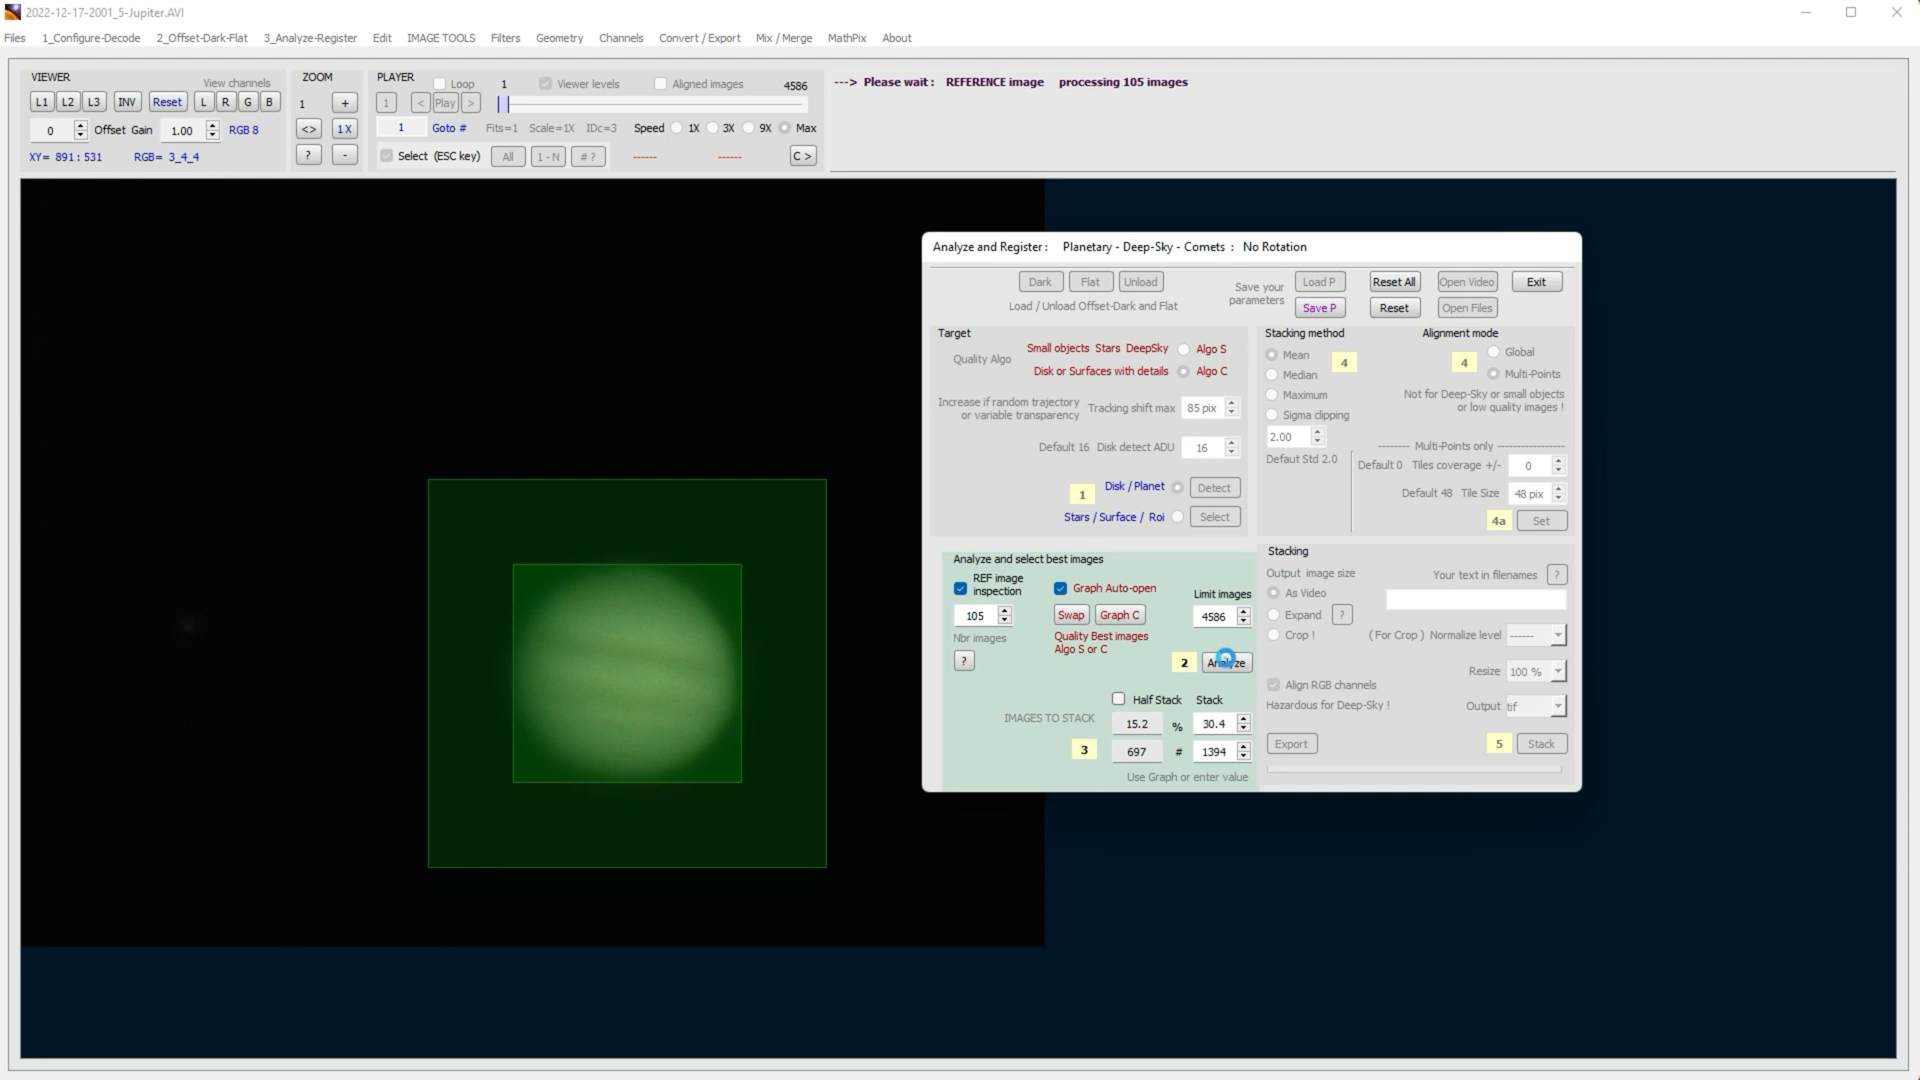 2022-12-17-2001_5-Jupiter.AVI
Files 1_Configure-Decode 2_Offset-Dark-Flat 3_Analyze-Register Edit IMAGE TOOLS Filters Geometry Channels Convert / Export Mix / Merge MathPix About
VIEWER View channels
L1 L2 L3 INV Reset L R G B
0 Offset Gain 1.00 RGB 8
XY= 891 : 531 RGB= 3_4_4
ZOOM
1 +
<> 1 X
? -
PLAYER Loop 1 Viewer levels Aligned images 4586
1 < Play >
1 Goto # Fits=1 Scale=1X IDc=3 Speed 1X 3X 9X Max
Select (ESC key) All 1 - N # ? ------ ------ C >
---> Please wait : REFERENCE image processing 105 images
Analyze and Register : Planetary - Deep-Sky - Comets : No Rotation
Dark Flat Unload
Load / Unload Offset-Dark and Flat
Save your parameters
Load P Reset All Open Video Exit
Save P Reset Open Files
Target
Quality Algo
Small objects Stars DeepSky Algo S
Disk or Surfaces with details Algo C
Increase if random trajectory
or variable transparency Tracking shift max 85 pix
Default 16 Disk detect ADU 16
1 Disk / Planet Detect
Stars / Surface / Roi Select
Stacking method
Mean 4
Median
Maximum
Sigma clipping
2.00
Defaut Std 2.0
Alignment mode
4 Global
Multi-Points
Not for Deep-Sky or small objects
or low quality images !
-------- Multi-Points only -----------------
Default 0 Tiles coverage +/- 0
Default 48 Tile Size 48 pix
4a Set
Analyze and select best images
REF image
inspection
Graph Auto-open
Limit images
105 Swap Graph C 4586
Nbr images
Quality Best images
Algo S or C
? 2 Analyze
Half Stack Stack
IMAGES TO STACK 15.2 % 30.4
3 697 # 1394
Use Graph or enter value
Stacking
Output image size Your text in filenames ?
As Video
Expand ?
Crop ! ( For Crop ) Normalize level ------
Resize 100 %
Align RGB channels
Hazardous for Deep-Sky ! Output tif
Export 5 Stack